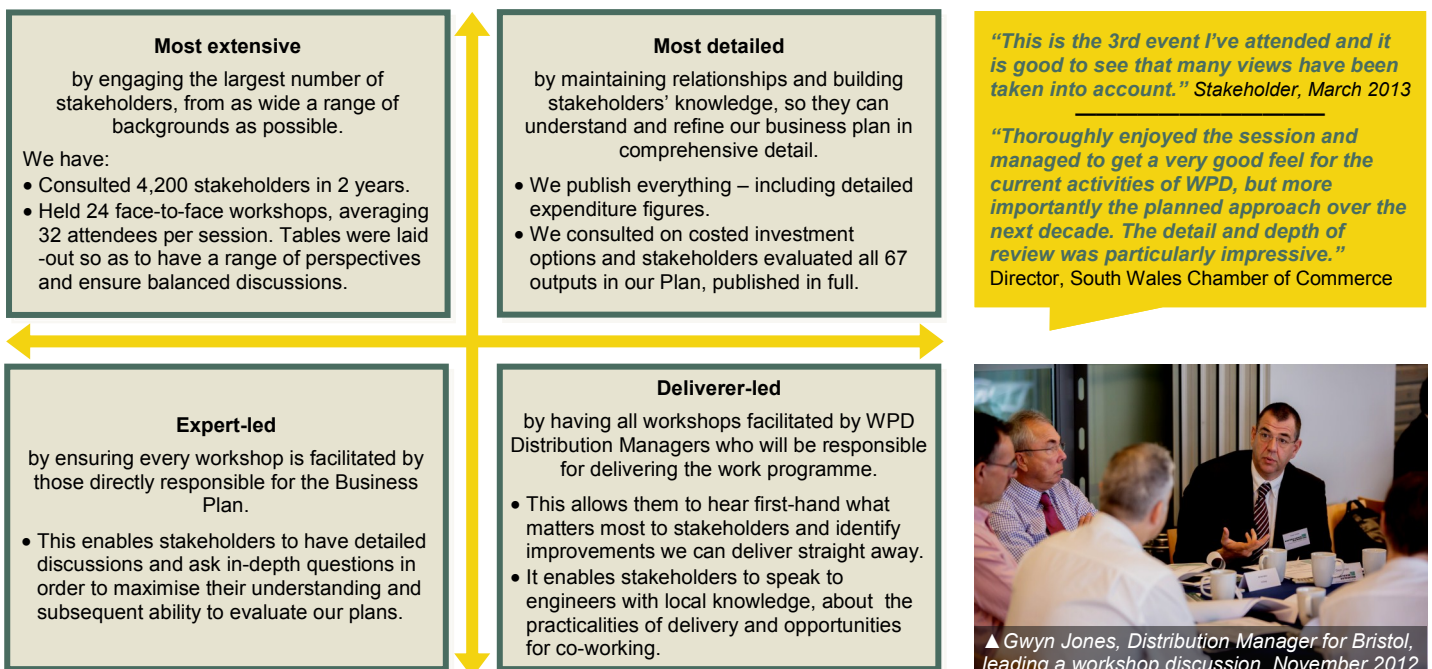 Most extensive
by engaging the largest number of
stakeholders, from as wide a range of
backgrounds as possible.
We have:
• Consulted 4,200 stakeholders in 2 years.
• Held 24 face-to-face workshops, averaging
32 attendees per session. Tables were laid
-out so as to have a range of perspectives
and ensure balanced discussions.
Most detailed
by maintaining relationships and building
stakeholders’ knowledge, so they can
understand and refine our business plan in
comprehensive detail.
• We publish everything – including detailed
expenditure figures.
• We consulted on costed investment
options and stakeholders evaluated all 67
outputs in our Plan, published in full.
“This is the 3rd event I’ve attended and it
is good to see that many views have been
taken into account.” Stakeholder, March 2013
“Thoroughly enjoyed the session and
managed to get a very good feel for the
current activities of WPD, but more
importantly the planned approach over the
next decade. The detail and depth of
review was particularly impressive.”
Director, South Wales Chamber of Commerce
Expert-led
by ensuring every workshop is facilitated by
those directly responsible for the Business
Plan.
• This enables stakeholders to have detailed
discussions and ask in-depth questions in
order to maximise their understanding and
subsequent ability to evaluate our plans.
Deliverer-led
by having all workshops facilitated by WPD
Distribution Managers who will be responsible
for delivering the work programme.
• This allows them to hear first-hand what
matters most to stakeholders and identify
improvements we can deliver straight away.
• It enables stakeholders to speak to
engineers with local knowledge, about the
practicalities of delivery and opportunities
for co-working.
▲Gwyn Jones, Distribution Manager for Bristol,
leading a workshop discussion, November 2012